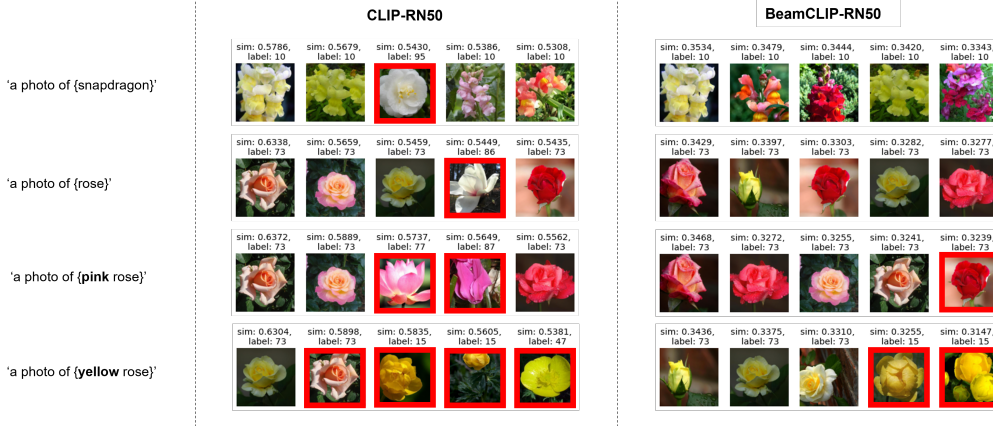 CLIP-RN50
BeamCLIP-RN50
'a photo of {snapdragon}'
sim: 0.5786, sim: 0.5679, sim: 0.5430, sim: 0.5386, sim: 0.5308,
label: 10 label: 10 label: 95 label: 10 label: 10
sim: 0.3534, sim: 0.3479, sim: 0.3444, sim: 0.3420, sim: 0.3343,
label: 10 label: 10 label: 10 label: 10 label: 10
'a photo of {rose}'
sim: 0.6338, sim: 0.5659, sim: 0.5459, sim: 0.5449, sim: 0.5435,
label: 73 label: 73 label: 73 label: 86 label: 73
sim: 0.3429, sim: 0.3397, sim: 0.3303, sim: 0.3282, sim: 0.3277,
label: 73 label: 73 label: 73 label: 73 label: 73
'a photo of {pink rose}'
sim: 0.6372, sim: 0.5889, sim: 0.5737, sim: 0.5649, sim: 0.5562,
label: 73 label: 73 label: 77 label: 87 label: 73
sim: 0.3468, sim: 0.3272, sim: 0.3255, sim: 0.3241, sim: 0.3239,
label: 73 label: 73 label: 73 label: 73 label: 73
'a photo of {yellow rose}'
sim: 0.6304, sim: 0.5898, sim: 0.5835, sim: 0.5605, sim: 0.5381,
label: 73 label: 73 label: 15 label: 15 label: 47
sim: 0.3436, sim: 0.3375, sim: 0.3310, sim: 0.3255, sim: 0.3147,
label: 73 label: 73 label: 73 label: 15 label: 15